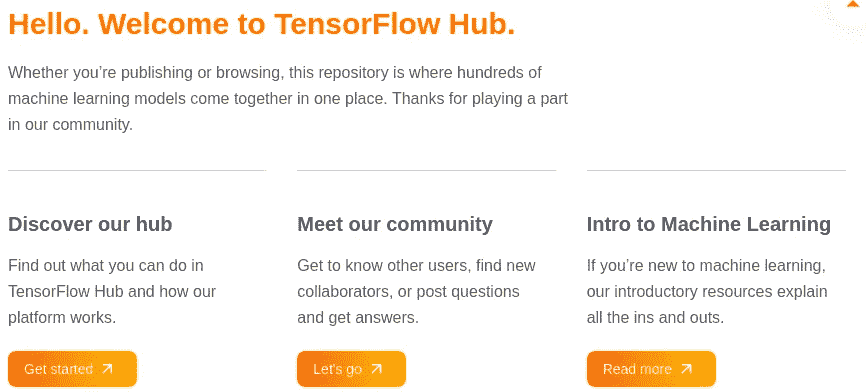 Hello. Welcome to TensorFlow Hub.
Whether you’re publishing or browsing, this repository is where hundreds of
machine learning models come together in one place. Thanks for playing a part
in our community.
Discover our hub
Find out what you can do in
TensorFlow Hub and how our
platform works.
Get started
Meet our community
Get to know other users, find new
collaborators, or post questions
and get answers.
Let's go
Intro to Machine Learning
If you’re new to machine learning,
our introductory resources explain
all the ins and outs.
Read more